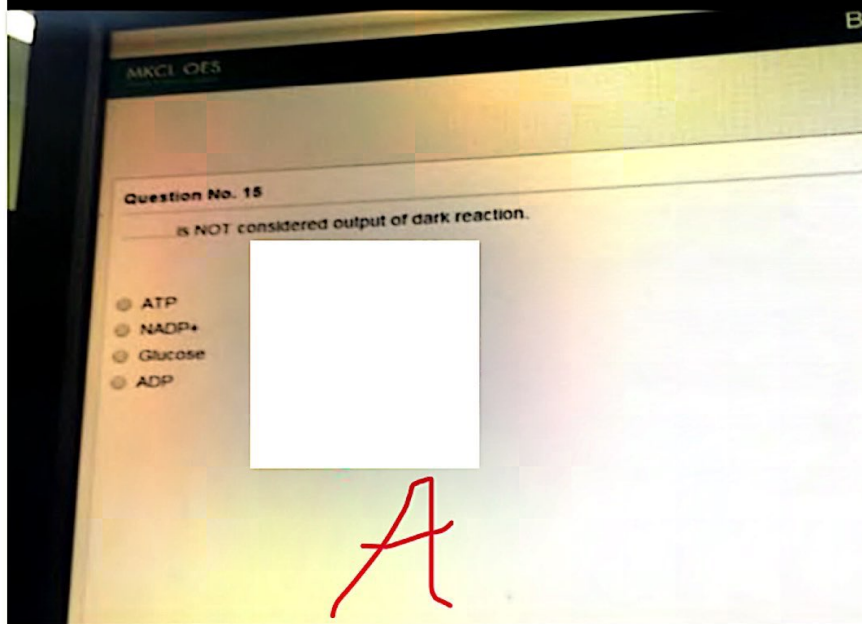 B
MKCL OES
Question No. 15
______ is NOT considered output of dark reaction.
ATP
NADP+
Glucose
ADP
A